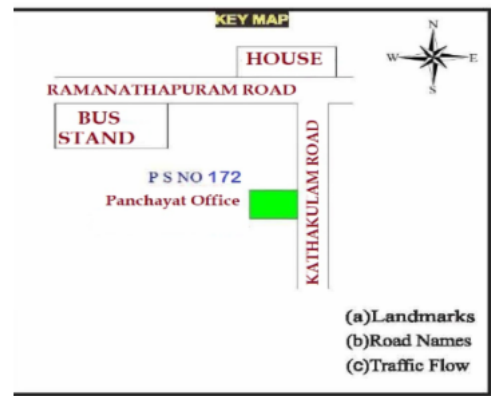 KEY MAP
N
HOUSE
W
E
S
RAMANATHAPURAM ROAD
BUS
STAND
KATHAKULAM ROAD
P S NO 172
Panchayat Office
(a)Landmarks
(b)Road Names
(c)Traffic Flow